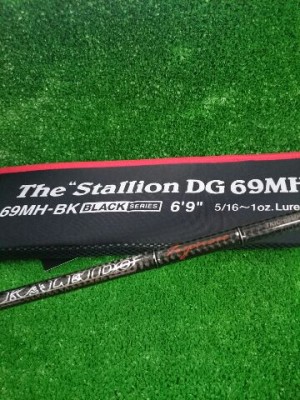 The "Stallion DG 69MH
69MH-BK BLACK SERIES 6'9" 5/16~1oz. Lure